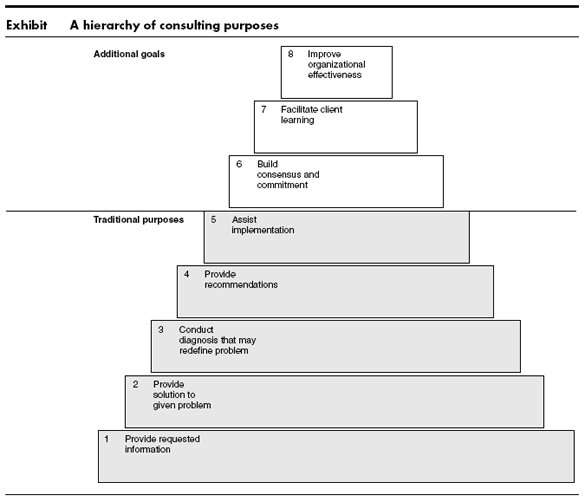 Exhibit A hierarchy of consulting purposes
Additional goals
8 Improve
organizational
effectiveness
7 Facilitate client
learning
6 Build
consensus and
commitment
Traditional purposes
5 Assist
implementation
4 Provide
recommendations
3 Conduct
diagnosis that may
redefine problem
2 Provide
solution to
given problem
1 Provide requested
information